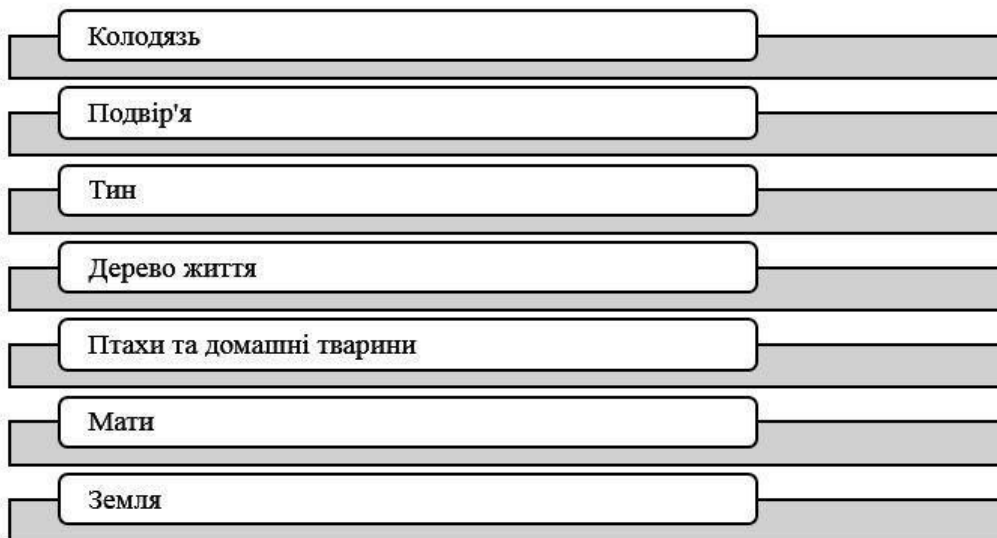 Колодязь
Подвір'я
Тин
Дерево життя
Птахи та домашні тварини
Мати
Земля